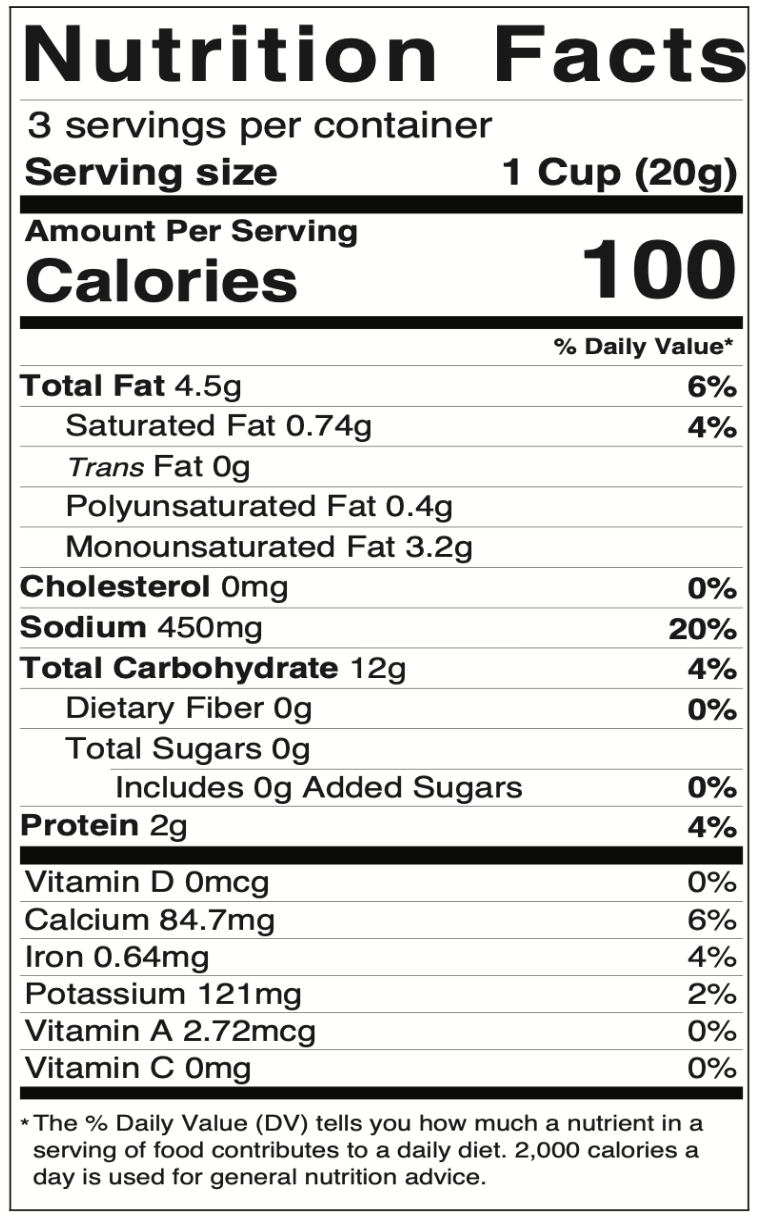 Nutrition Facts
3 servings per container
Serving size 1 Cup (20g)
Amount Per Serving
Calories 100
% Daily Value*
Total Fat 4.5g 6%
Saturated Fat 0.74g 4%
Trans Fat 0g
Polyunsaturated Fat 0.4g
Monounsaturated Fat 3.2g
Cholesterol 0mg 0%
Sodium 450mg 20%
Total Carbohydrate 12g 4%
Dietary Fiber 0g 0%
Total Sugars 0g
Includes 0g Added Sugars 0%
Protein 2g 4%
Vitamin D 0mcg 0%
Calcium 84.7mg 6%
Iron 0.64mg 4%
Potassium 121mg 2%
Vitamin A 2.72mcg 0%
Vitamin C 0mg 0%
* The % Daily Value (DV) tells you how much a nutrient in a
serving of food contributes to a daily diet. 2,000 calories a
day is used for general nutrition advice.